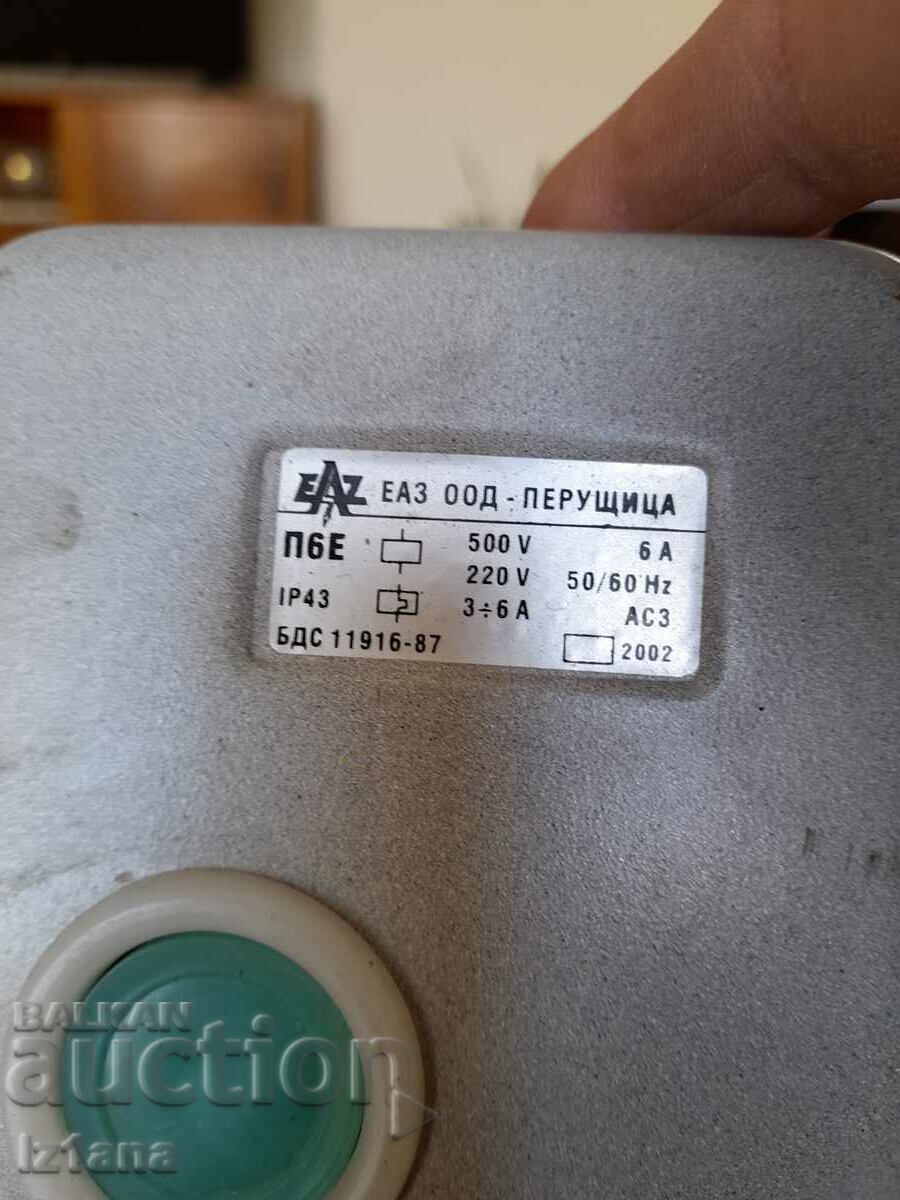 EAZ ЕАЗ ООД - ПЕРУЩИЦА
П6Е 500 V 6 A
220 V 50/60 Hz
IP43 3÷6 A AC3
БДС 11916-87 2002
BALKAN
auction
iz1ana